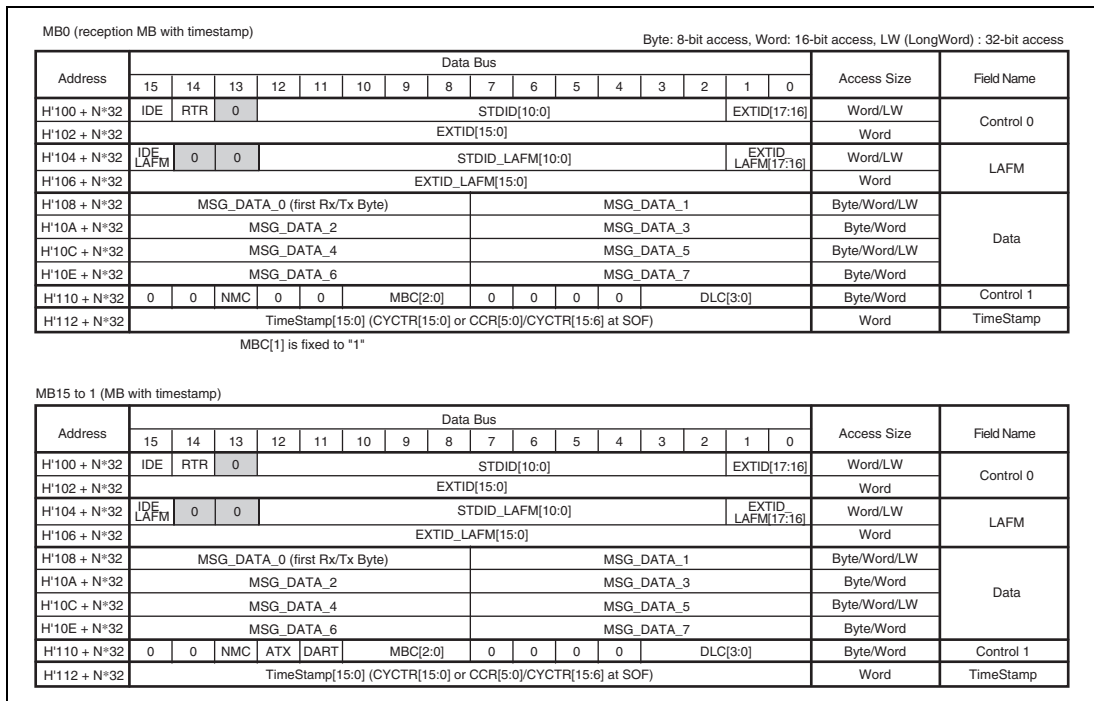 MB0 (reception MB with timestamp)
Byte: 8-bit access, Word: 16-bit access, LW (LongWord) : 32-bit access
Address Data Bus Access Size Field Name
15 14 13 12 11 10 9 8 7 6 5 4 3 2 1 0
H'100 + N*32 IDE RTR 0 STDID[10:0] EXTID[17:16] Word/LW Control 0
H'102 + N*32 EXTID[15:0] Word
H'104 + N*32 IDE_LAFM 0 0 STDID_LAFM[10:0] EXTID_LAFM[17:16] Word/LW LAFM
H'106 + N*32 EXTID_LAFM[15:0] Word
H'108 + N*32 MSG_DATA_0 (first Rx/Tx Byte) MSG_DATA_1 Byte/Word/LW Data
H'10A + N*32 MSG_DATA_2 MSG_DATA_3 Byte/Word
H'10C + N*32 MSG_DATA_4 MSG_DATA_5 Byte/Word/LW
H'10E + N*32 MSG_DATA_6 MSG_DATA_7 Byte/Word
H'110 + N*32 0 0 NMC 0 0 MBC[2:0] 0 0 0 0 DLC[3:0] Byte/Word Control 1
H'112 + N*32 TimeStamp[15:0] (CYCTR[15:0] or CCR[5:0]/CYCTR[15:6] at SOF) Word TimeStamp
MBC[1] is fixed to "1"
MB15 to 1 (MB with timestamp)
Address Data Bus Access Size Field Name
15 14 13 12 11 10 9 8 7 6 5 4 3 2 1 0
H'100 + N*32 IDE RTR 0 STDID[10:0] EXTID[17:16] Word/LW Control 0
H'102 + N*32 EXTID[15:0] Word
H'104 + N*32 IDE_LAFM 0 0 STDID_LAFM[10:0] EXTID_LAFM[17:16] Word/LW LAFM
H'106 + N*32 EXTID_LAFM[15:0] Word
H'108 + N*32 MSG_DATA_0 (first Rx/Tx Byte) MSG_DATA_1 Byte/Word/LW Data
H'10A + N*32 MSG_DATA_2 MSG_DATA_3 Byte/Word
H'10C + N*32 MSG_DATA_4 MSG_DATA_5 Byte/Word/LW
H'10E + N*32 MSG_DATA_6 MSG_DATA_7 Byte/Word
H'110 + N*32 0 0 NMC ATX DART MBC[2:0] 0 0 0 0 DLC[3:0] Byte/Word Control 1
H'112 + N*32 TimeStamp[15:0] (CYCTR[15:0] or CCR[5:0]/CYCTR[15:6] at SOF) Word TimeStamp